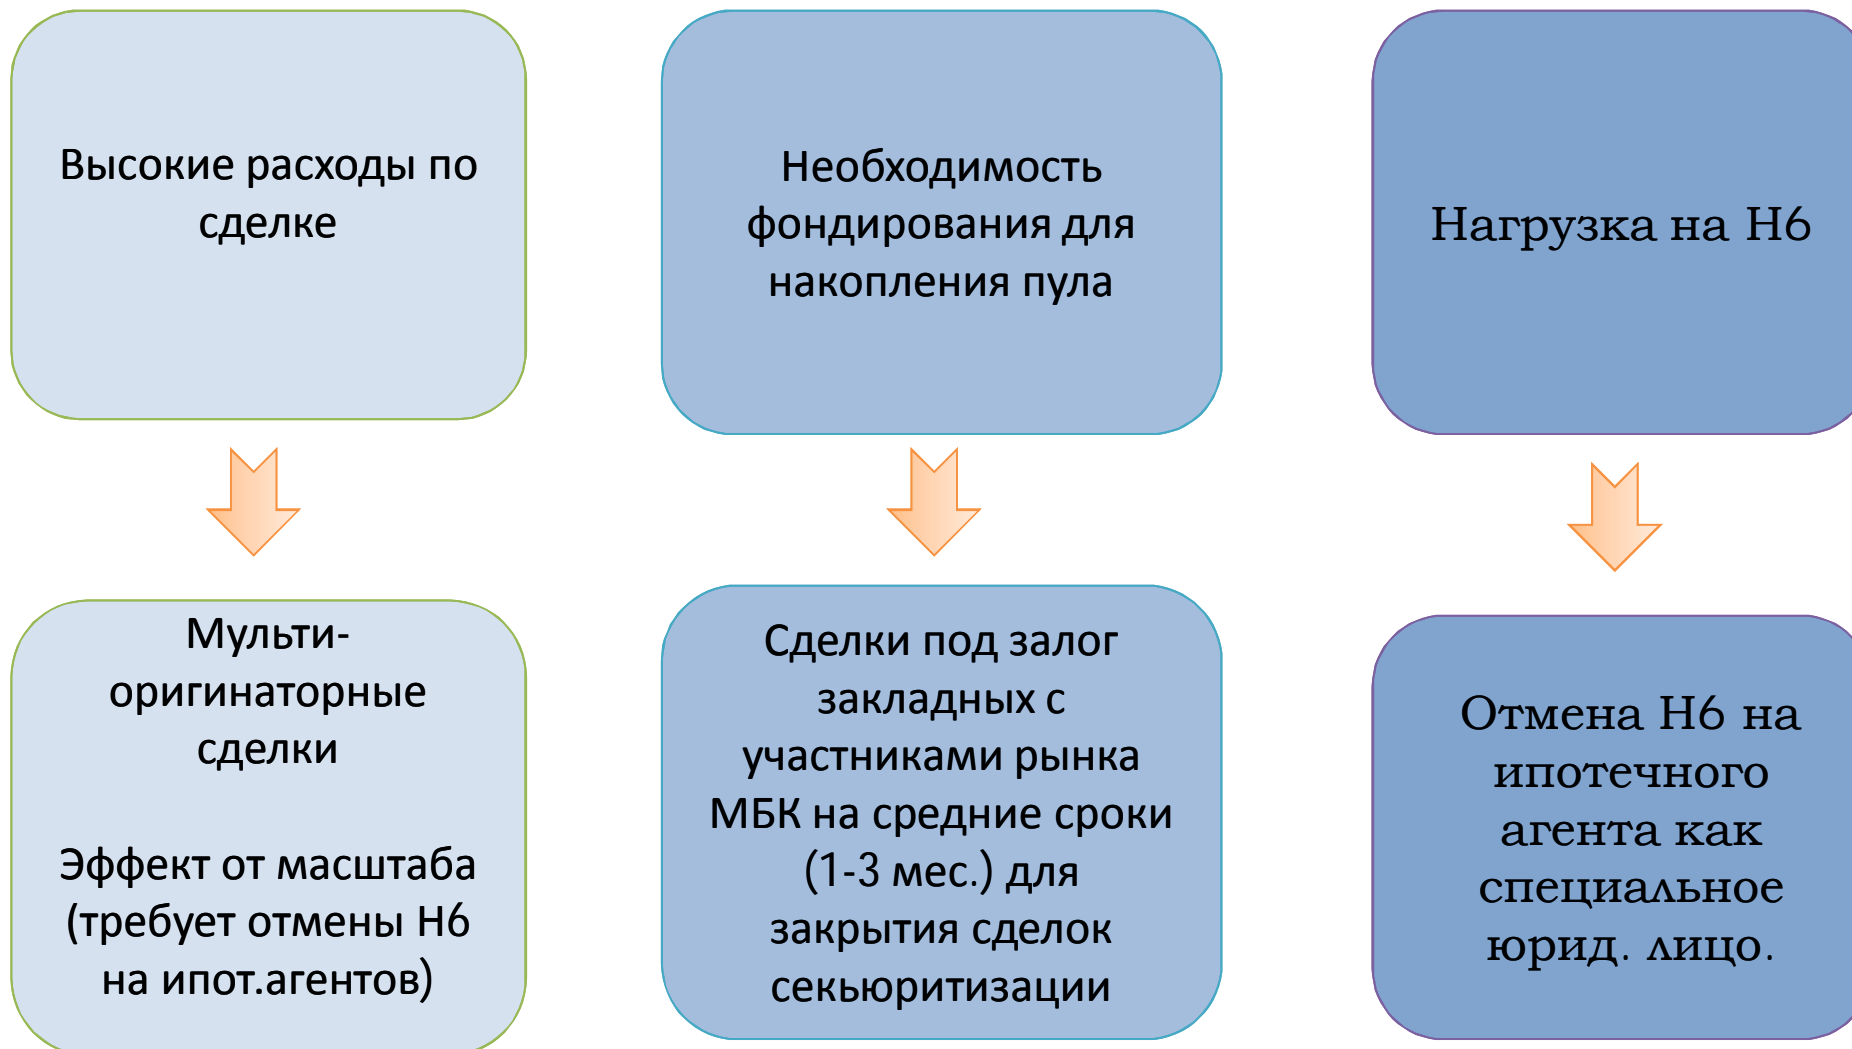 Высокие расходы по
сделке
Необходимость
фондирования для
накопления пула
Нагрузка на Н6
Мульти-
оригинаторные
сделки
Эффект от масштаба
(требует отмены Н6
на ипот.агентов)
Сделки под залог
закладных с
участниками рынка
МБК на средние сроки
(1-3 мес.) для
закрытия сделок
секьюритизации
Отмена Н6 на
ипотечного
агента как
специальное
юрид. лицо.